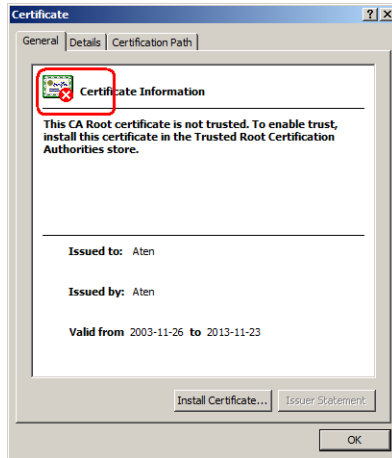 Certificate
General Details Certification Path
Certificate Information
This CA Root certificate is not trusted. To enable trust,
install this certificate in the Trusted Root Certification
Authorities store.
Issued to: Aten
Issued by: Aten
Valid from 2003-11-26 to 2013-11-23
Install Certificate... Issuer Statement
OK